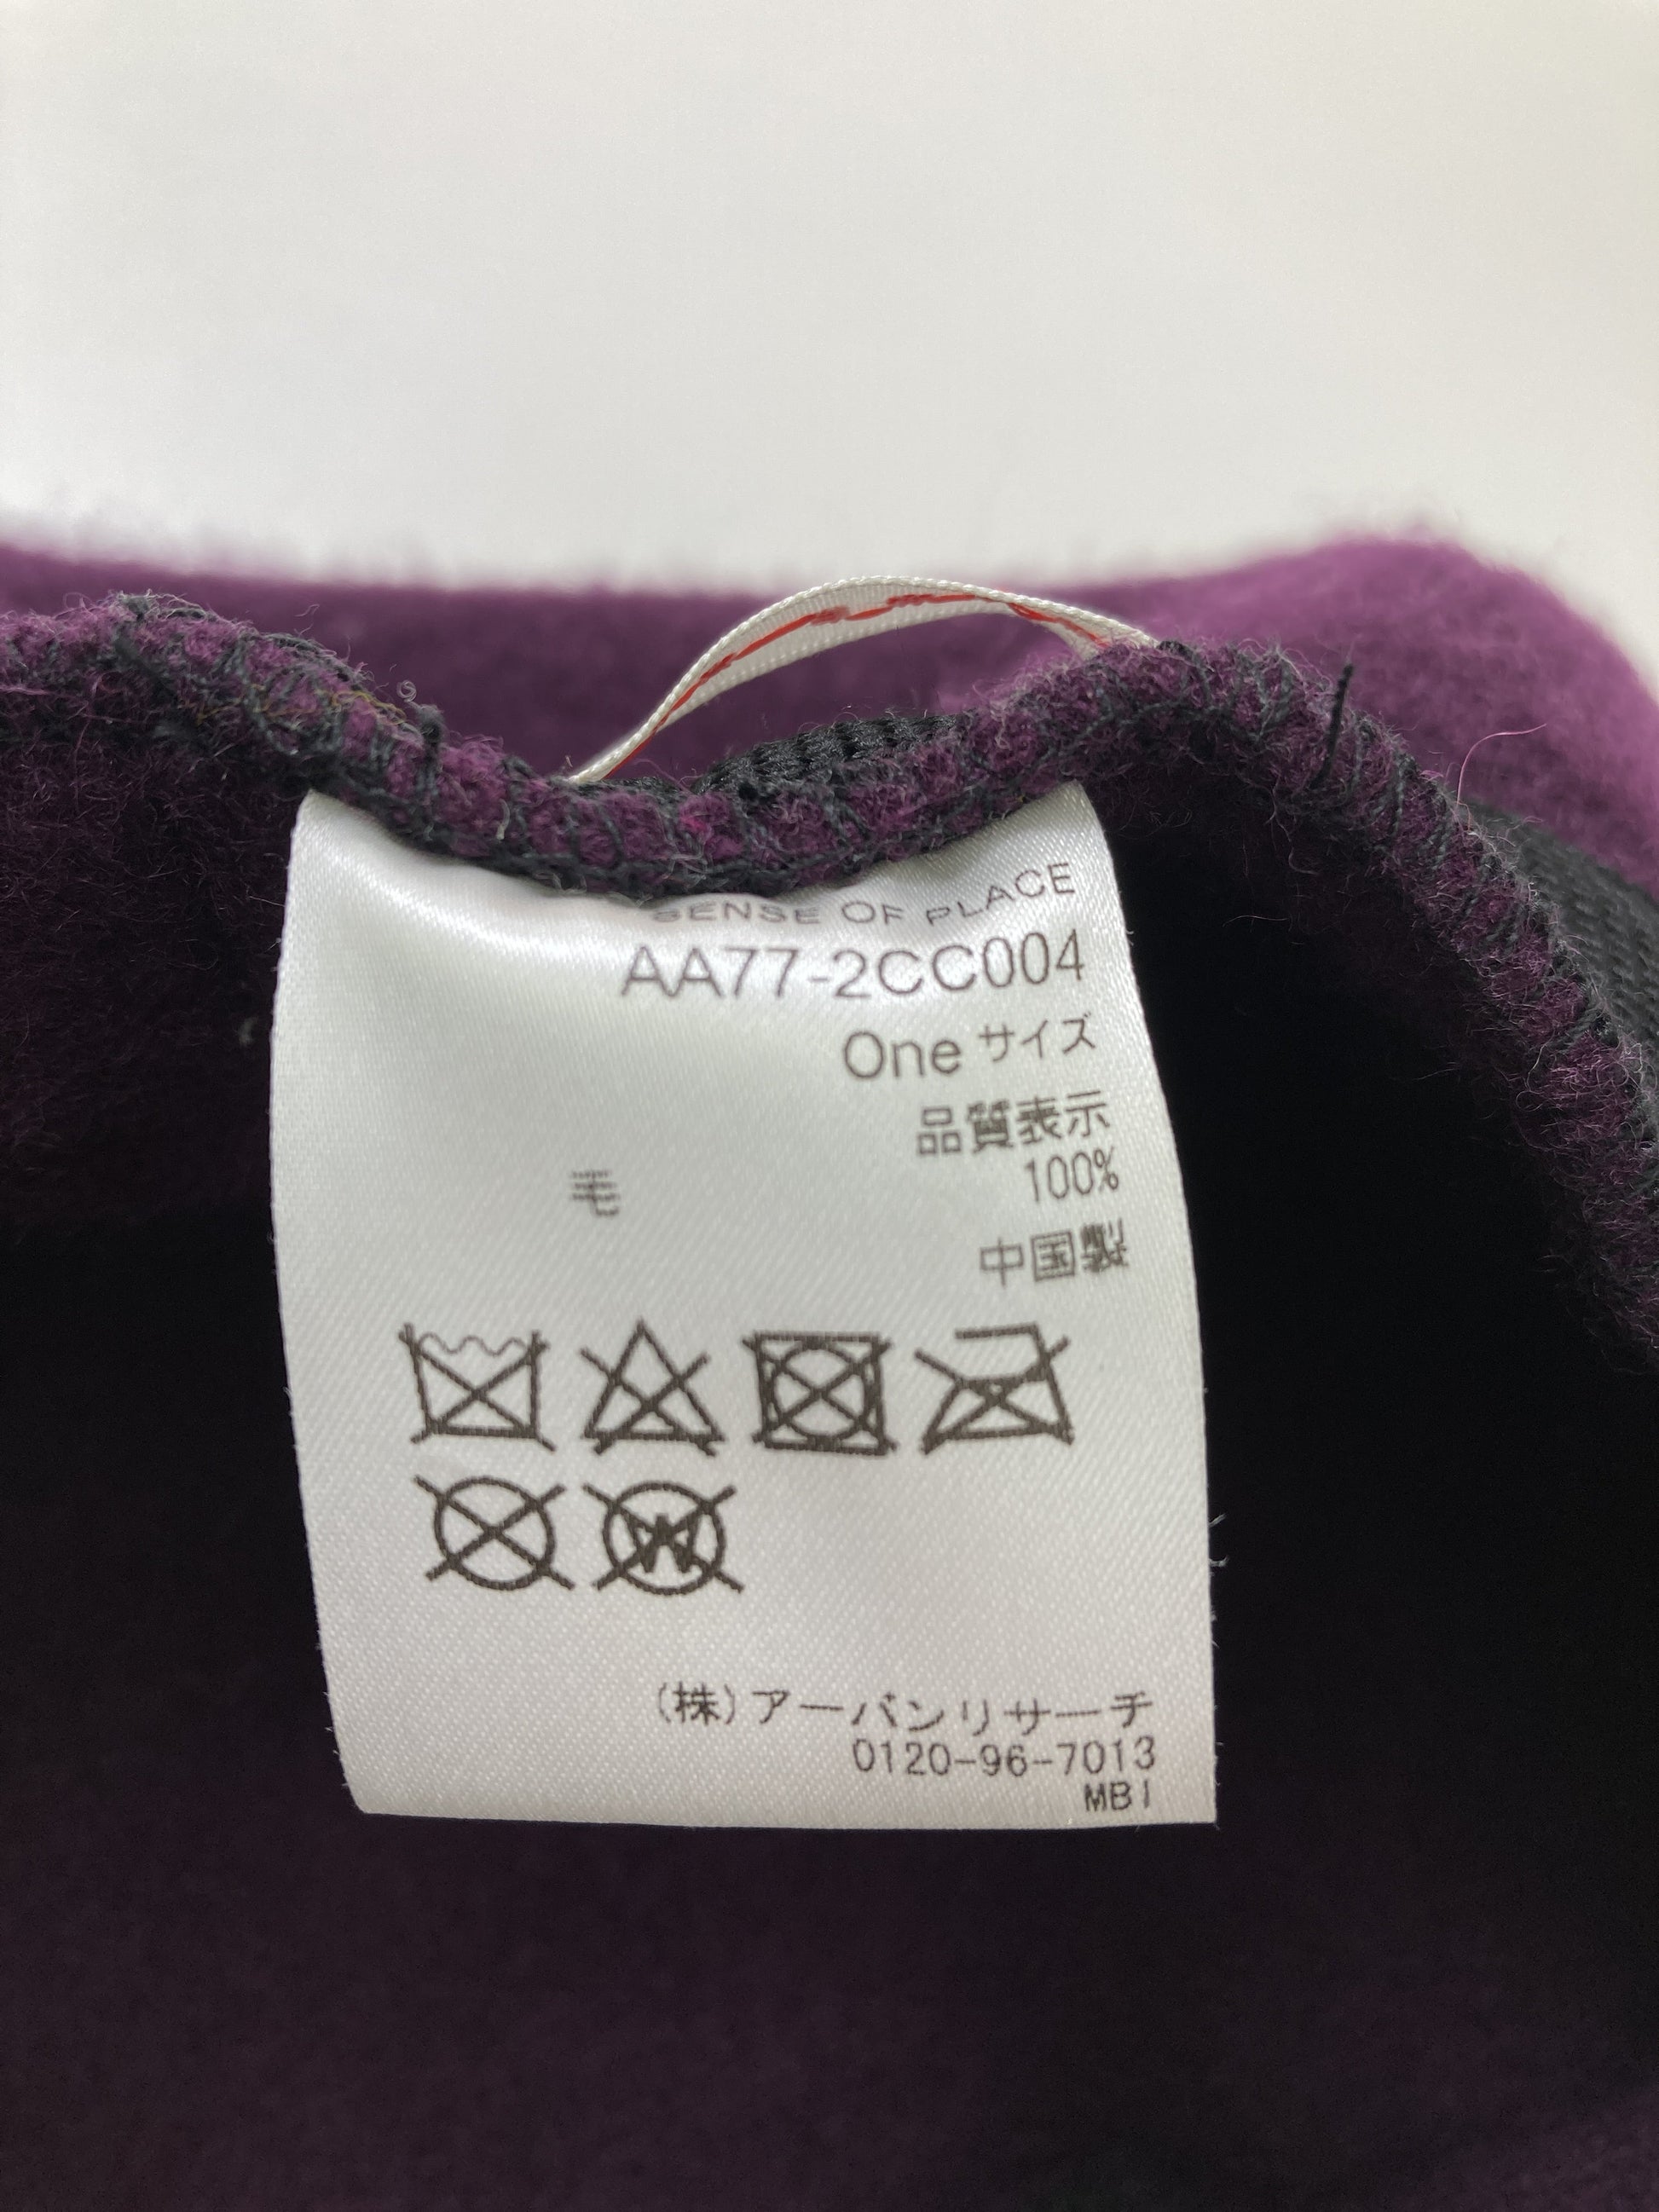 SENSE OF PLACE
AA77-2CC004
One サイズ
品質表示
毛 100%
中国製
W
(株)アーバンリサーチ
0120-96-7013
MBI